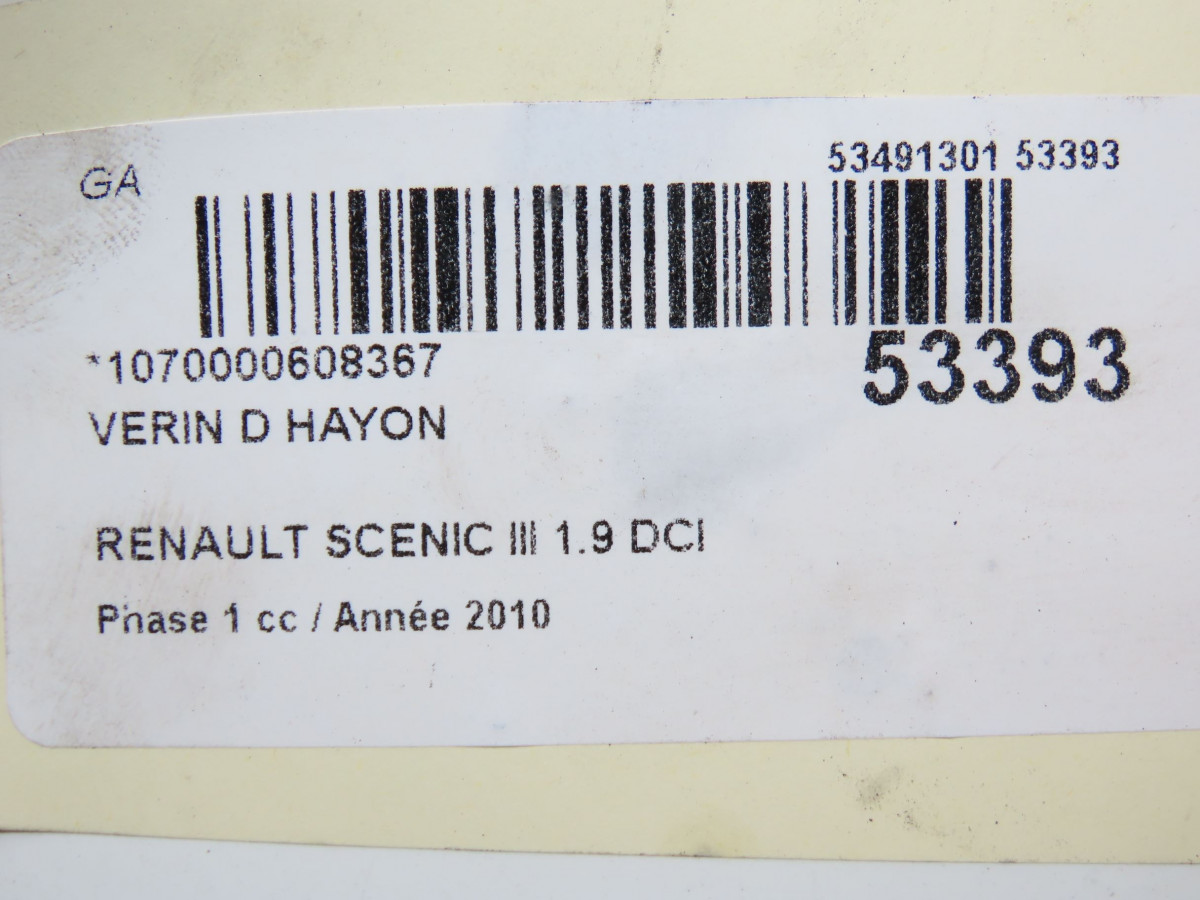 GA
53491301 53393
*1070000608367
53393
VERIN D HAYON
RENAULT SCENIC III 1.9 DCI
Phase 1 cc / Année 2010